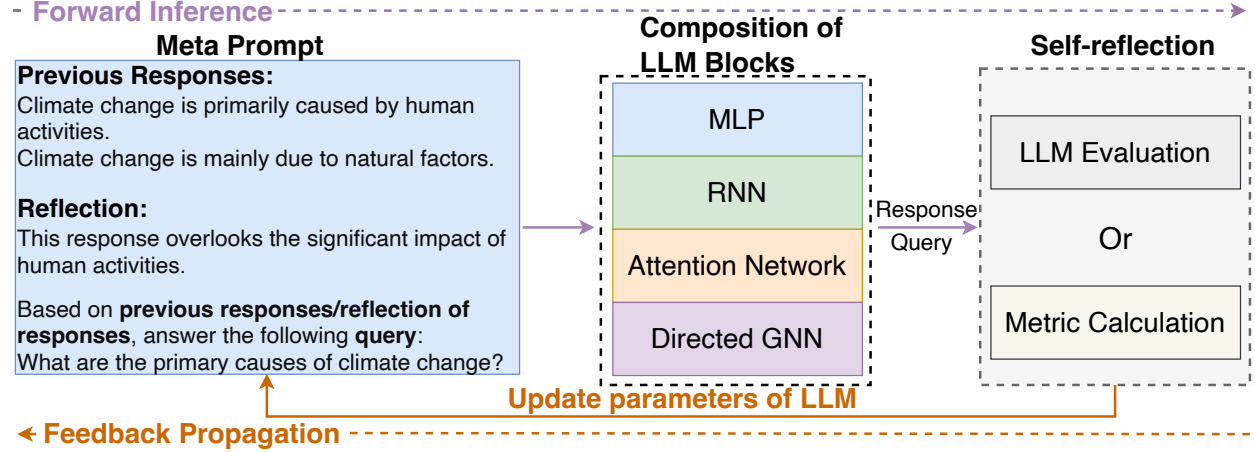 Forward Inference
Meta Prompt
Previous Responses:
Climate change is primarily caused by human
activities.
Climate change is mainly due to natural factors.
Reflection:
This response overlooks the significant impact of
human activities.
Based on previous responses/reflection of
responses, answer the following query:
What are the primary causes of climate change?
Composition of
LLM Blocks
MLP
RNN
Attention Network
Directed GNN
Response
Query
Self-reflection
LLM Evaluation
Or
Metric Calculation
Update parameters of LLM
Feedback Propagation